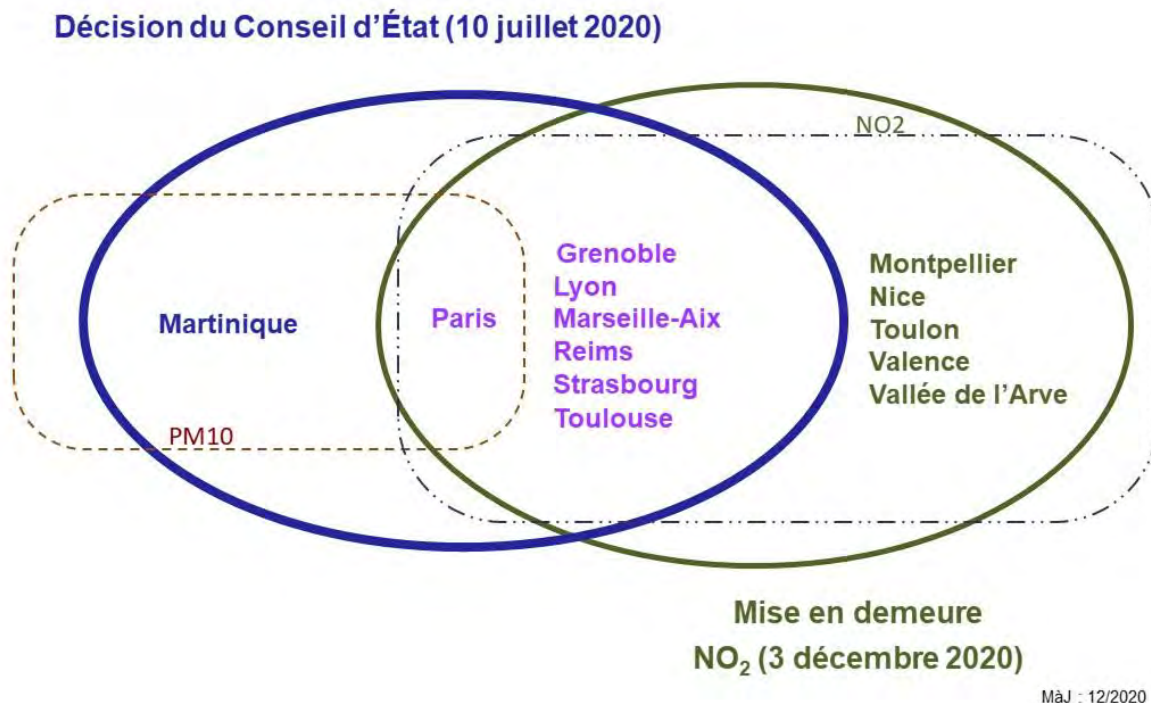 Décision du Conseil d'État (10 juillet 2020)
NO2
Martinique
PM10
Paris
Grenoble
Lyon
Marseille-Aix
Reims
Strasbourg
Toulouse
Montpellier
Nice
Toulon
Valence
Vallée de l'Arve
Mise en demeure
NO₂ (3 décembre 2020)
MàJ : 12/2020